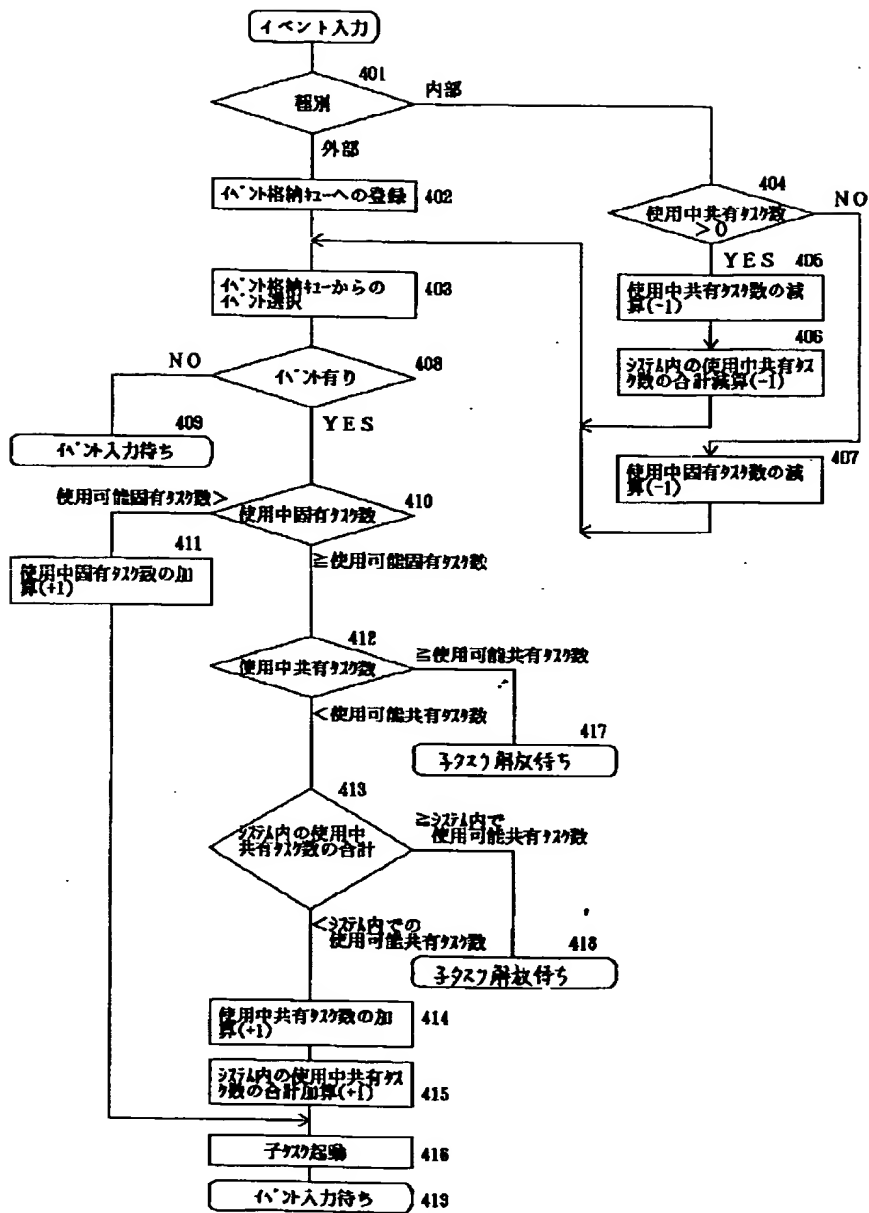 イベント入力
401
種別
内部
外部
イベント格納キューへの登録
402
404
使用中共有タスク数
>0
NO
YES
405
使用中共有タスク数の減
算(-1)
406
システム内の使用中共有タス
ク数の合計減算(-1)
407
使用中固有タスク数の減
算(-1)
イベント格納キューからの
イベント選択
403
NO
イベント有り
408
409
YES
イベント入力待ち
使用可能固有タスク数>
使用中固有タスク数
410
411
使用中固有タスク数の加
算(+1)
≧使用可能固有タスク数
412
使用中共有タスク数
≧使用可能共有タスク数
<使用可能共有タスク数
417
子タスク解放待ち
413
システム内の使用中
共有タスク数の合計
≧システム内で
使用可能共有タスク数
<システム内での
使用可能共有タスク数
418
子タスク解放待ち
使用中共有タスク数の加
算(+1)
414
システム内の使用中共有タス
ク数の合計加算(+1)
415
子タスク起動
416
イベント入力待ち
419